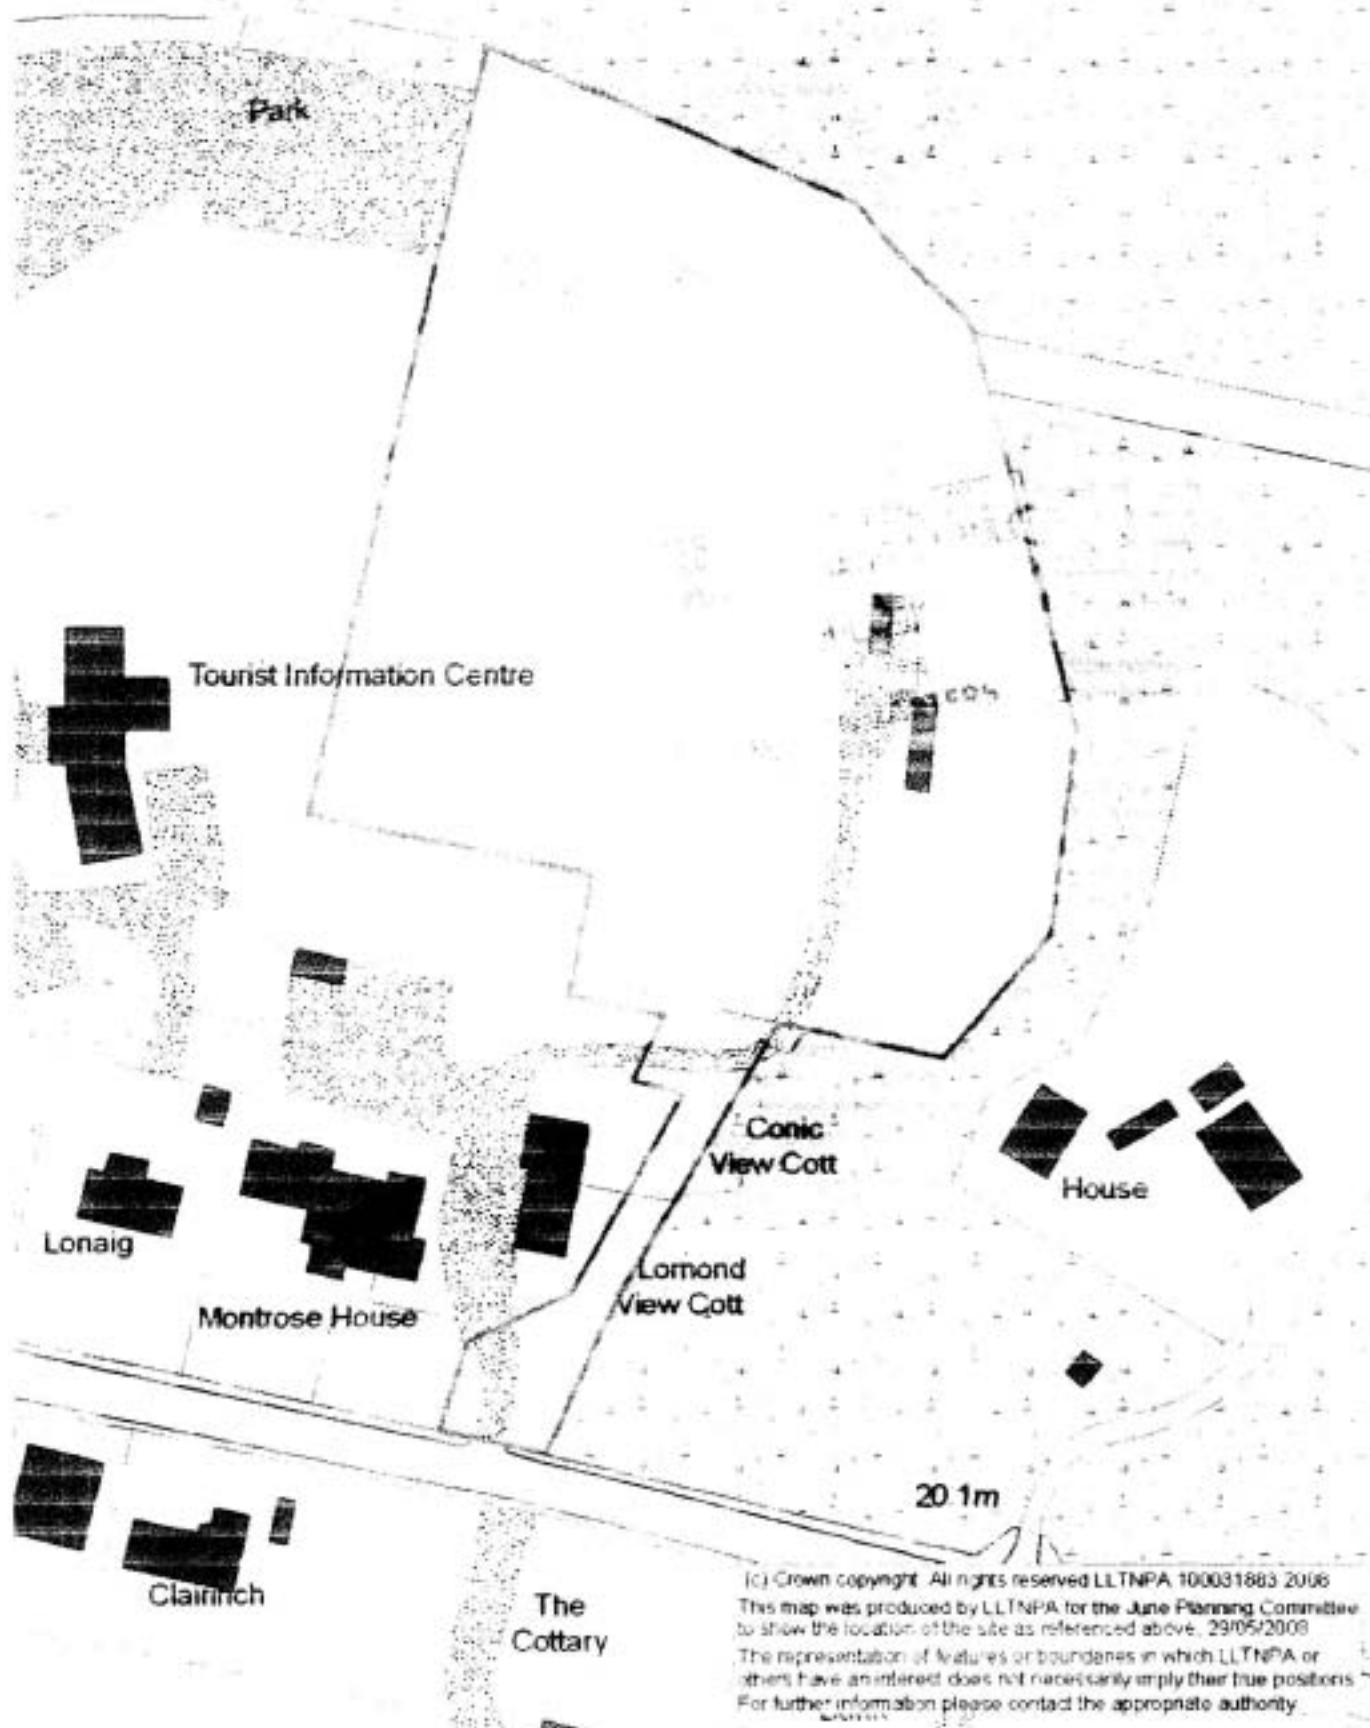 Park
Tourist Information Centre
Conic
View Cott
House
Lonaig
Lomond
View Cott
Montrose House
20.1m
Clairinch
The
Cottary
(c) Crown copyright. All rights reserved LLTNPA 100031883 2008
This map was produced by LLTNPA for the June Planning Committee
to show the location of the site as referenced above, 29/05/2008
The representation of features or boundaries in which LLTNPA or
others have an interest does not necessarily imply their true positions
For further information please contact the appropriate authority